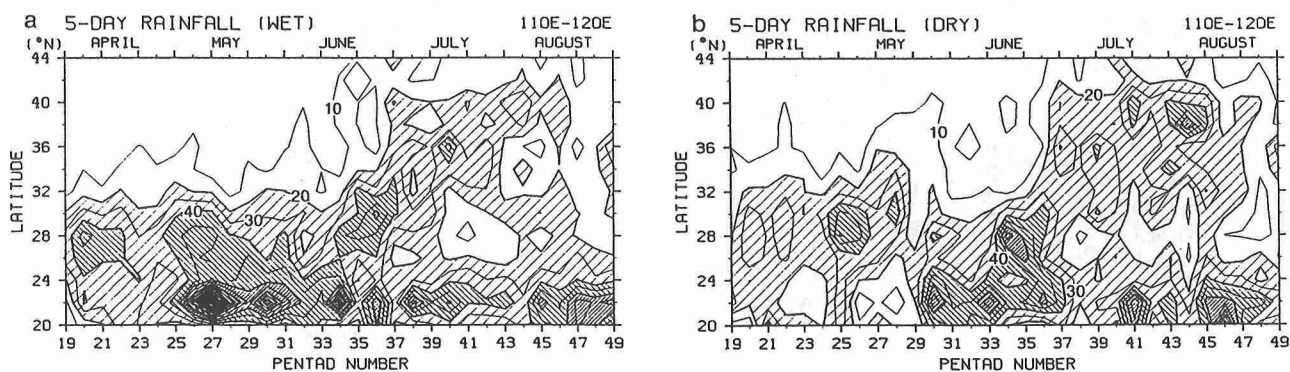 a 5-DAY RAINFALL (WET) 110E-120E
(°N) APRIL MAY JUNE JULY AUGUST
44
40
36
32
28
24
20
LATITUDE
10
20
40
30
19 21 23 25 27 29 31 33 35 37 39 41 43 45 47 49
PENTAD NUMBER
b 5-DAY RAINFALL (DRY) 110E-120E
(°N) APRIL MAY JUNE JULY AUGUST
44
40
36
32
28
24
20
LATITUDE
20
10
40
30
19 21 23 25 27 29 31 33 35 37 39 41 43 45 47 49
PENTAD NUMBER